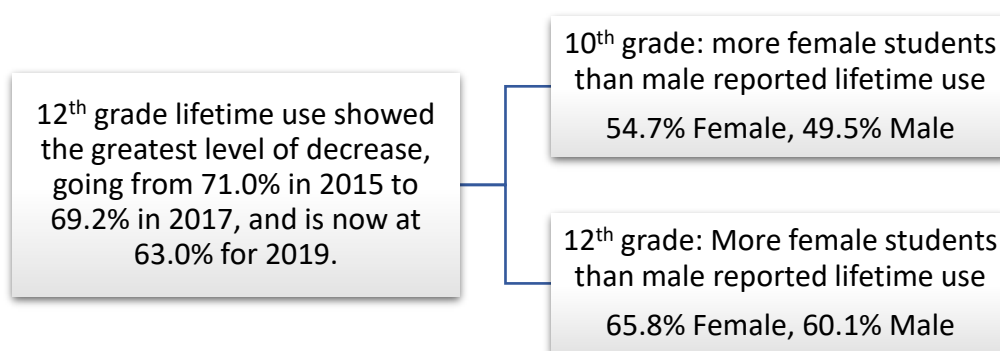 12th grade lifetime use showed
the greatest level of decrease,
going from 71.0% in 2015 to
69.2% in 2017, and is now at
63.0% for 2019.
10th grade: more female students
than male reported lifetime use
54.7% Female, 49.5% Male
12th grade: More female students
than male reported lifetime use
65.8% Female, 60.1% Male